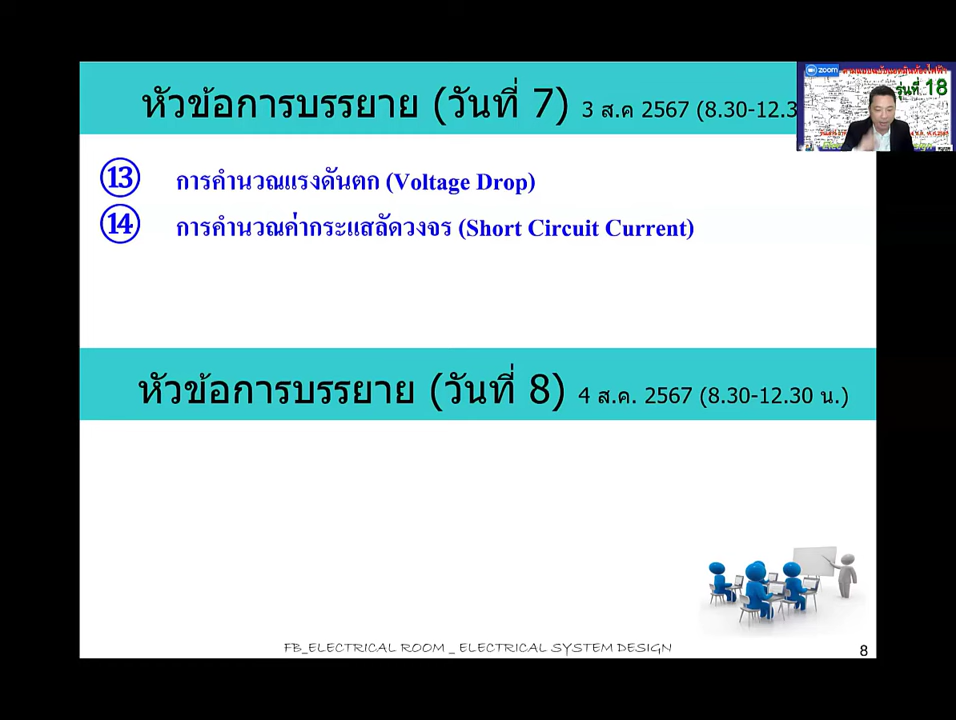 หัวข้อการบรรยาย (วันที่ 7) 3 ส.ค 2567 (8.30-12.3
zoom
รุ่นที่ 18
⑬ การคำนวณแรงดันตก (Voltage Drop)
⑭ การคำนวณค่ากระแสลัดวงจร (Short Circuit Current)
หัวข้อการบรรยาย (วันที่ 8) 4 ส.ค. 2567 (8.30-12.30 น.)
FB_ELECTRICAL ROOM _ ELECTRICAL SYSTEM DESIGN
8